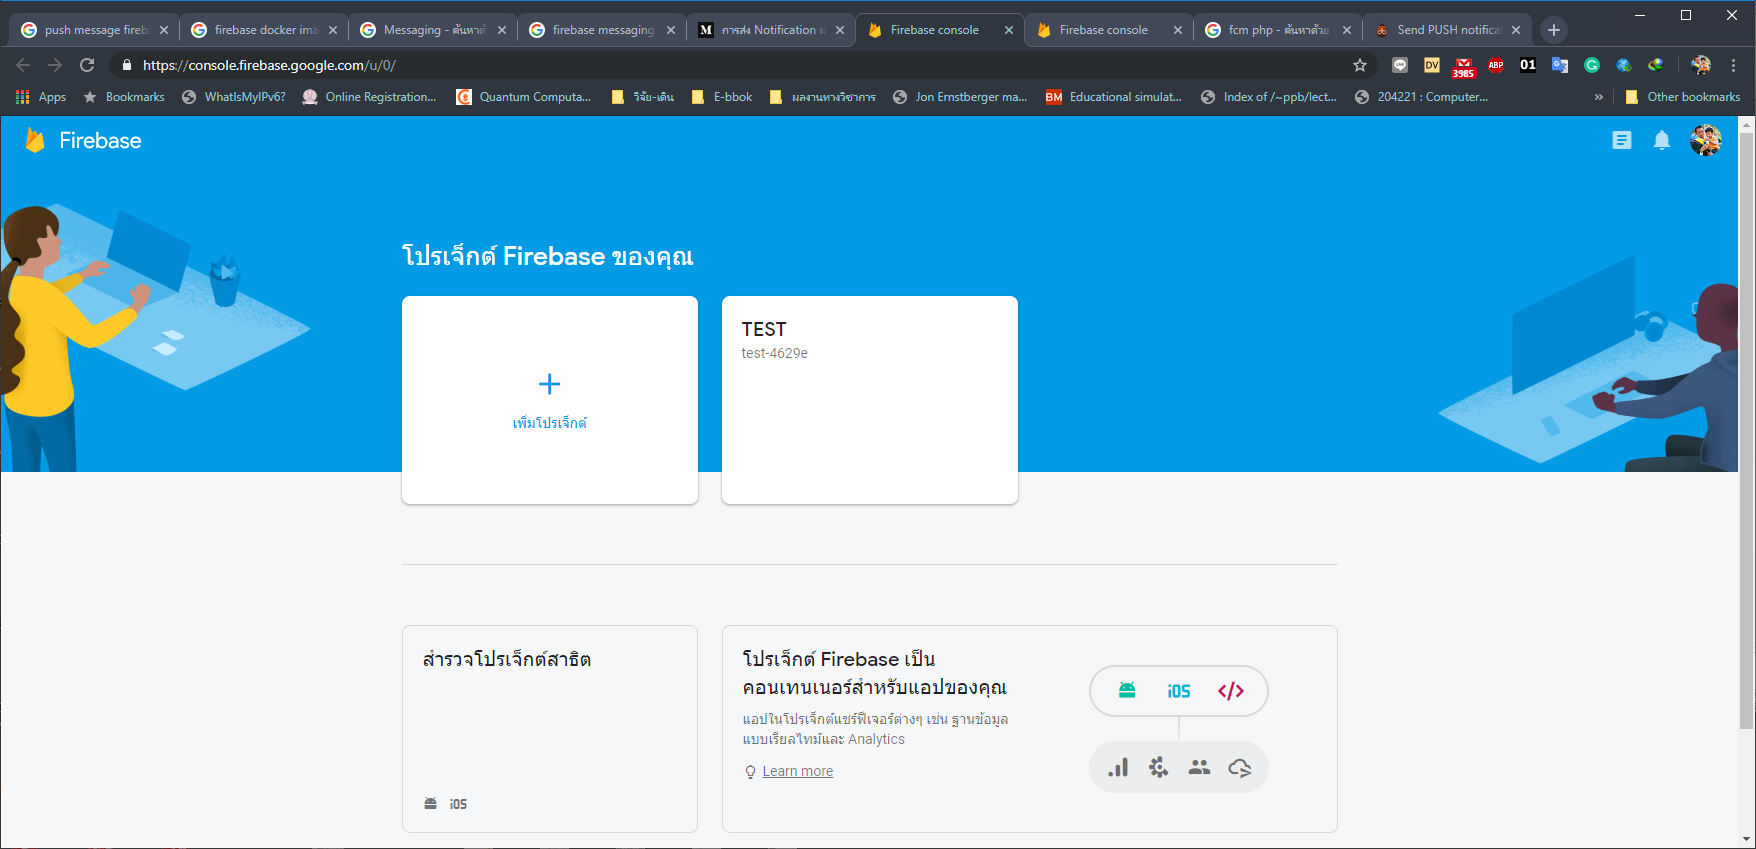 push message fireb
firebase docker ima
Messaging - ค้นหาด้
firebase messaging
M
การส่ง Notification
Firebase console
Firebase console
fcm php - ค้นหาด้วย
Send PUSH notifica
https://console.firebase.google.com/u/0/
LINE
DV
3985
ABP
01
Apps
Bookmarks
WhatIsMyIPv6?
Online Registration...
Quantum Computa...
วิจัย-เดิน
E-bbok
ผลงานทางวิชาการ
Jon Ernstberger ma...
BM
Educational simulat...
Index of /~ppb/lect...
204221 : Computer...
»
Other bookmarks
Firebase
โปรเจ็กต์ Firebase ของคุณ
เพิ่มโปรเจ็กต์
TEST
test-4629e
สำรวจโปรเจ็กต์สาธิต
iOS
โปรเจ็กต์ Firebase เป็น
คอนเทนเนอร์สำหรับแอปของคุณ
แอปในโปรเจ็กต์แชร์ฟีเจอร์ต่างๆ เช่น ฐานข้อมูล
แบบเรียลไทม์และ Analytics
Learn more
iOS
</>